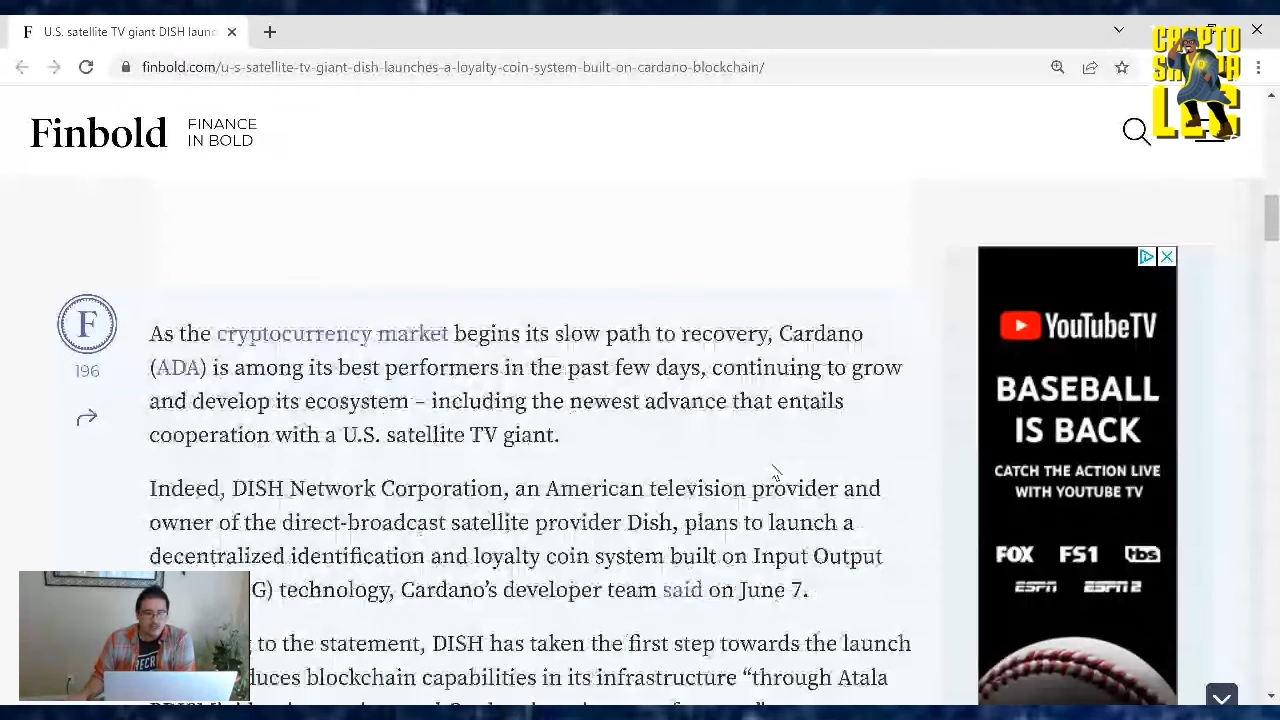 U.S. satellite TV giant DISH laun
finbold.com/u-s-satellite-tv-giant-dish-launches-a-loyalty-coin-system-built-on-cardano-blockchain/
CRYPTO
LEE
Finbold
FINANCE
IN BOLD
F
196
As the cryptocurrency market begins its slow path to recovery, Cardano
(ADA) is among its best performers in the past few days, continuing to grow
and develop its ecosystem – including the newest advance that entails
cooperation with a U.S. satellite TV giant.
Indeed, DISH Network Corporation, an American television provider and
owner of the direct-broadcast satellite provider Dish, plans to launch a
decentralized identification and loyalty coin system built on Input Output
G) technology, Cardano’s developer team said on June 7.
to the statement, DISH has taken the first step towards the launch
duces blockchain capabilities in its infrastructure “through Atala
YouTubeTV
BASEBALL
IS BACK
CATCH THE ACTION LIVE
WITH YOUTUBE TV
FOX FS1 tbs
ESPN ESPN2